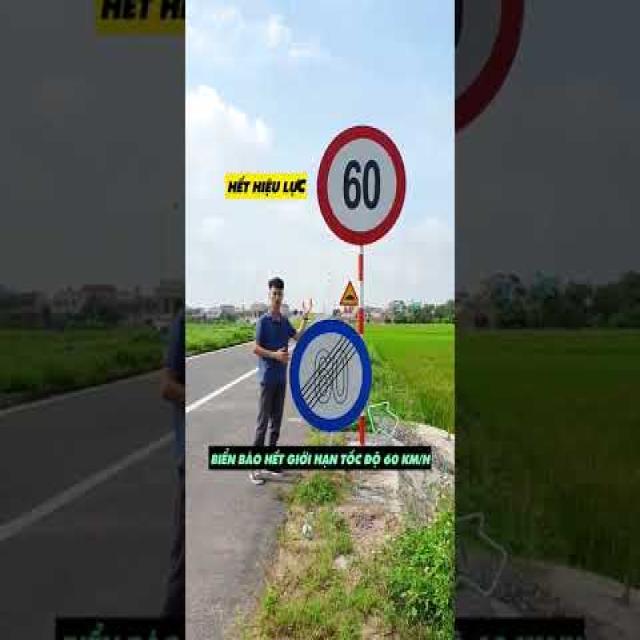 HẾT HIỆU LỰC
60
60
BIỂN BÁO HẾT GIỚI HẠN TỐC ĐỘ 60 KM/H